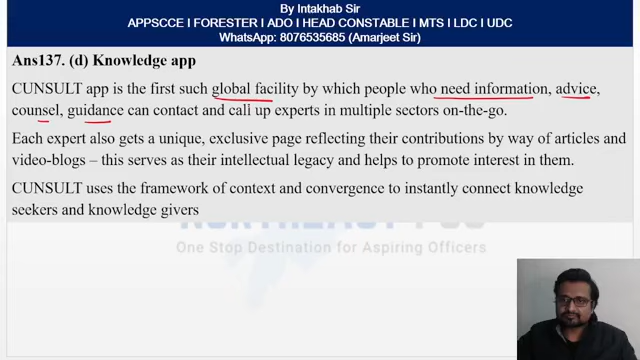 By Intakhab Sir
APPSCCE I FORESTER I ADO I HEAD CONSTABLE I MTS I LDC I UDC
WhatsApp: 8076535685 (Amarjeet Sir)
Ans137. (d) Knowledge app
CUNSULT app is the first such global facility by which people who need information, advice,
counsel, guidance can contact and call up experts in multiple sectors on-the-go.
Each expert also gets a unique, exclusive page reflecting their contributions by way of articles and
video-blogs – this serves as their intellectual legacy and helps to promote interest in them.
CUNSULT uses the framework of context and convergence to instantly connect knowledge
seekers and knowledge givers
One Stop Destination for Aspiring Officers